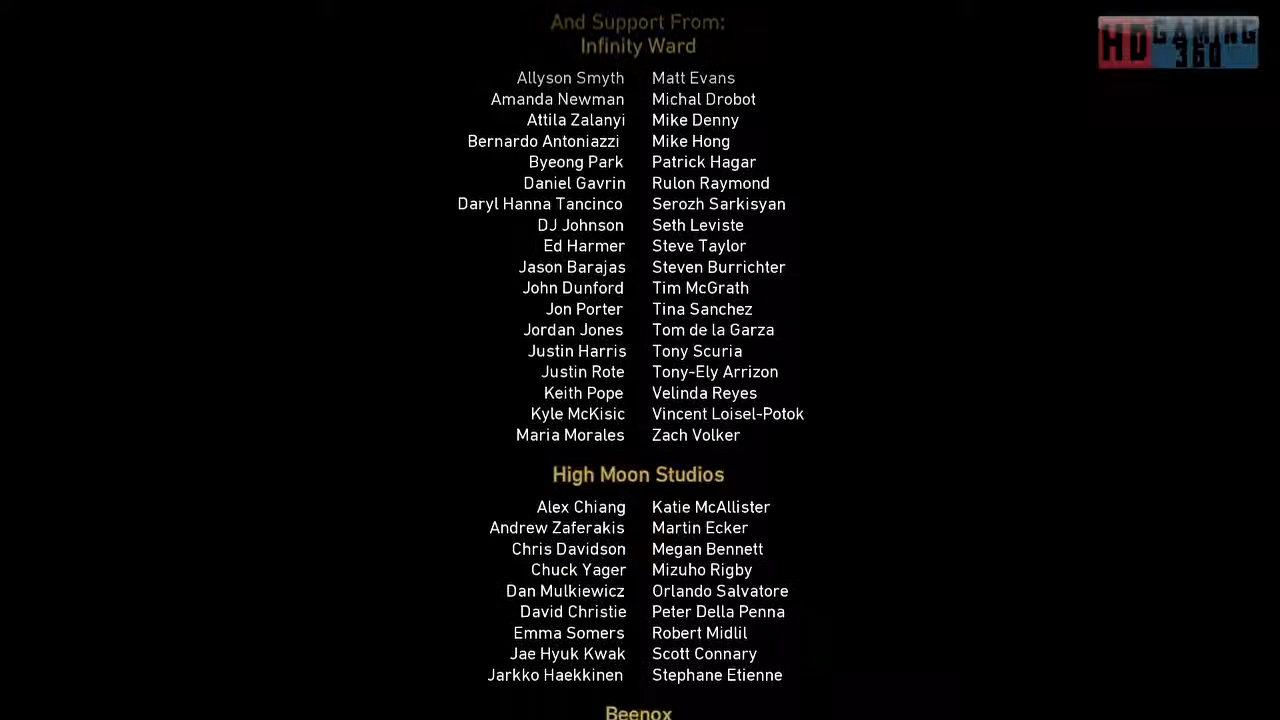 And Support From:
Infinity Ward
Allyson Smyth Matt Evans
Amanda Newman Michal Drobot
Attila Zalanyi Mike Denny
Bernardo Antoniazzi Mike Hong
Byeong Park Patrick Hagar
Daniel Gavrin Rulon Raymond
Daryl Hanna Tancinco Serozh Sarkisyan
DJ Johnson Seth Leviste
Ed Harmer Steve Taylor
Jason Barajas Steven Burrichter
John Dunford Tim McGrath
Jon Porter Tina Sanchez
Jordan Jones Tom de la Garza
Justin Harris Tony Scuria
Justin Rote Tony-Ely Arrizon
Keith Pope Velinda Reyes
Kyle McKisic Vincent Loisel-Potok
Maria Morales Zach Volker
High Moon Studios
Alex Chiang Katie McAllister
Andrew Zaferakis Martin Ecker
Chris Davidson Megan Bennett
Chuck Yager Mizuho Rigby
Dan Mulkiewicz Orlando Salvatore
David Christie Peter Della Penna
Emma Somers Robert Midlil
Jae Hyuk Kwak Scott Connary
Jarkko Haekkinen Stephane Etienne
Beenox
HD GAMING
360